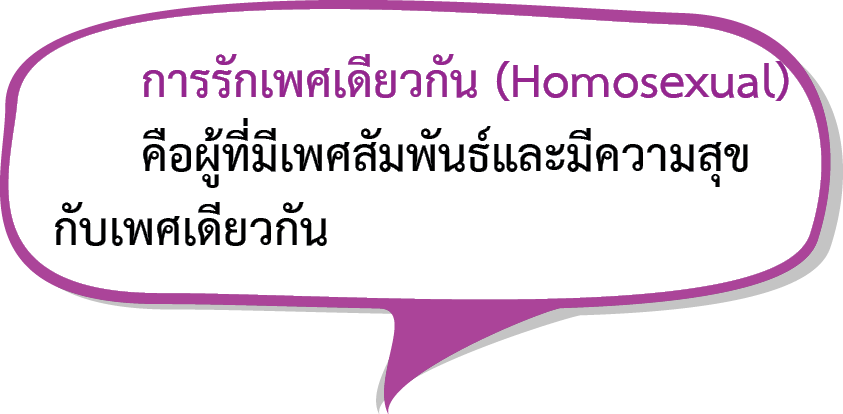 การรักเพศเดียวกัน (Homosexual)
คือผู้ที่มีเพศสัมพันธ์และมีความสุข
กับเพศเดียวกัน